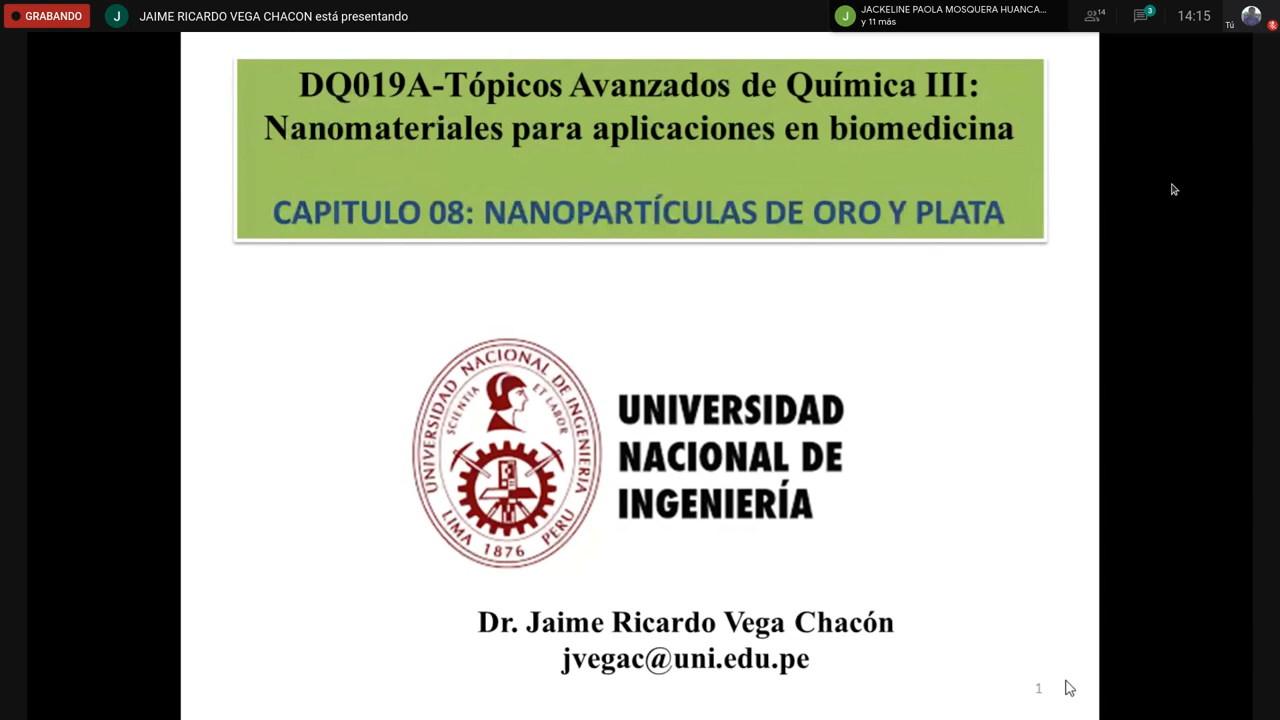 GRABANDO
J
JAIME RICARDO VEGA CHACON está presentando
J
JACKELINE PAOLA MOSQUERA HUANCA...
y 11 más
14
3
14:15
Tú
DQ019A-Tópicos Avanzados de Química III:
Nanomateriales para aplicaciones en biomedicina
CAPITULO 08: NANOPARTÍCULAS DE ORO Y PLATA
UNIVERSIDAD NACIONAL DE INGENIERIA
SCIENTIA ET LABOR
LIMA 1876 PERU
UNIVERSIDAD
NACIONAL DE
INGENIERÍA
Dr. Jaime Ricardo Vega Chacón
jvegac@uni.edu.pe
1